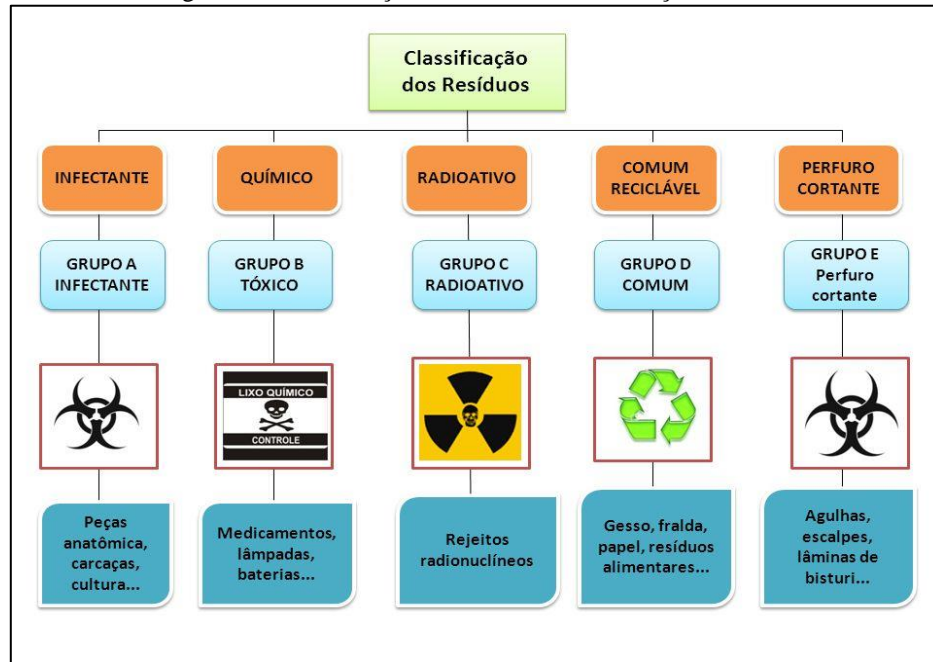 Classificação
dos Resíduos
INFECTANTE
QUÍMICO
RADIOATIVO
COMUM
RECICLÁVEL
PERFURO
CORTANTE
GRUPO A
INFECTANTE
GRUPO B
TÓXICO
GRUPO C
RADIOATIVO
GRUPO D
COMUM
GRUPO E
Perfuro
cortante
LIXO QUÍMICO
CONTROLE
Peças
anatômica,
carcaças,
cultura...
Medicamentos,
lâmpadas,
baterias...
Rejeitos
radionuclíneos
Gesso, fralda,
papel, resíduos
alimentares...
Agulhas,
escalpes,
lâminas de
bisturi...